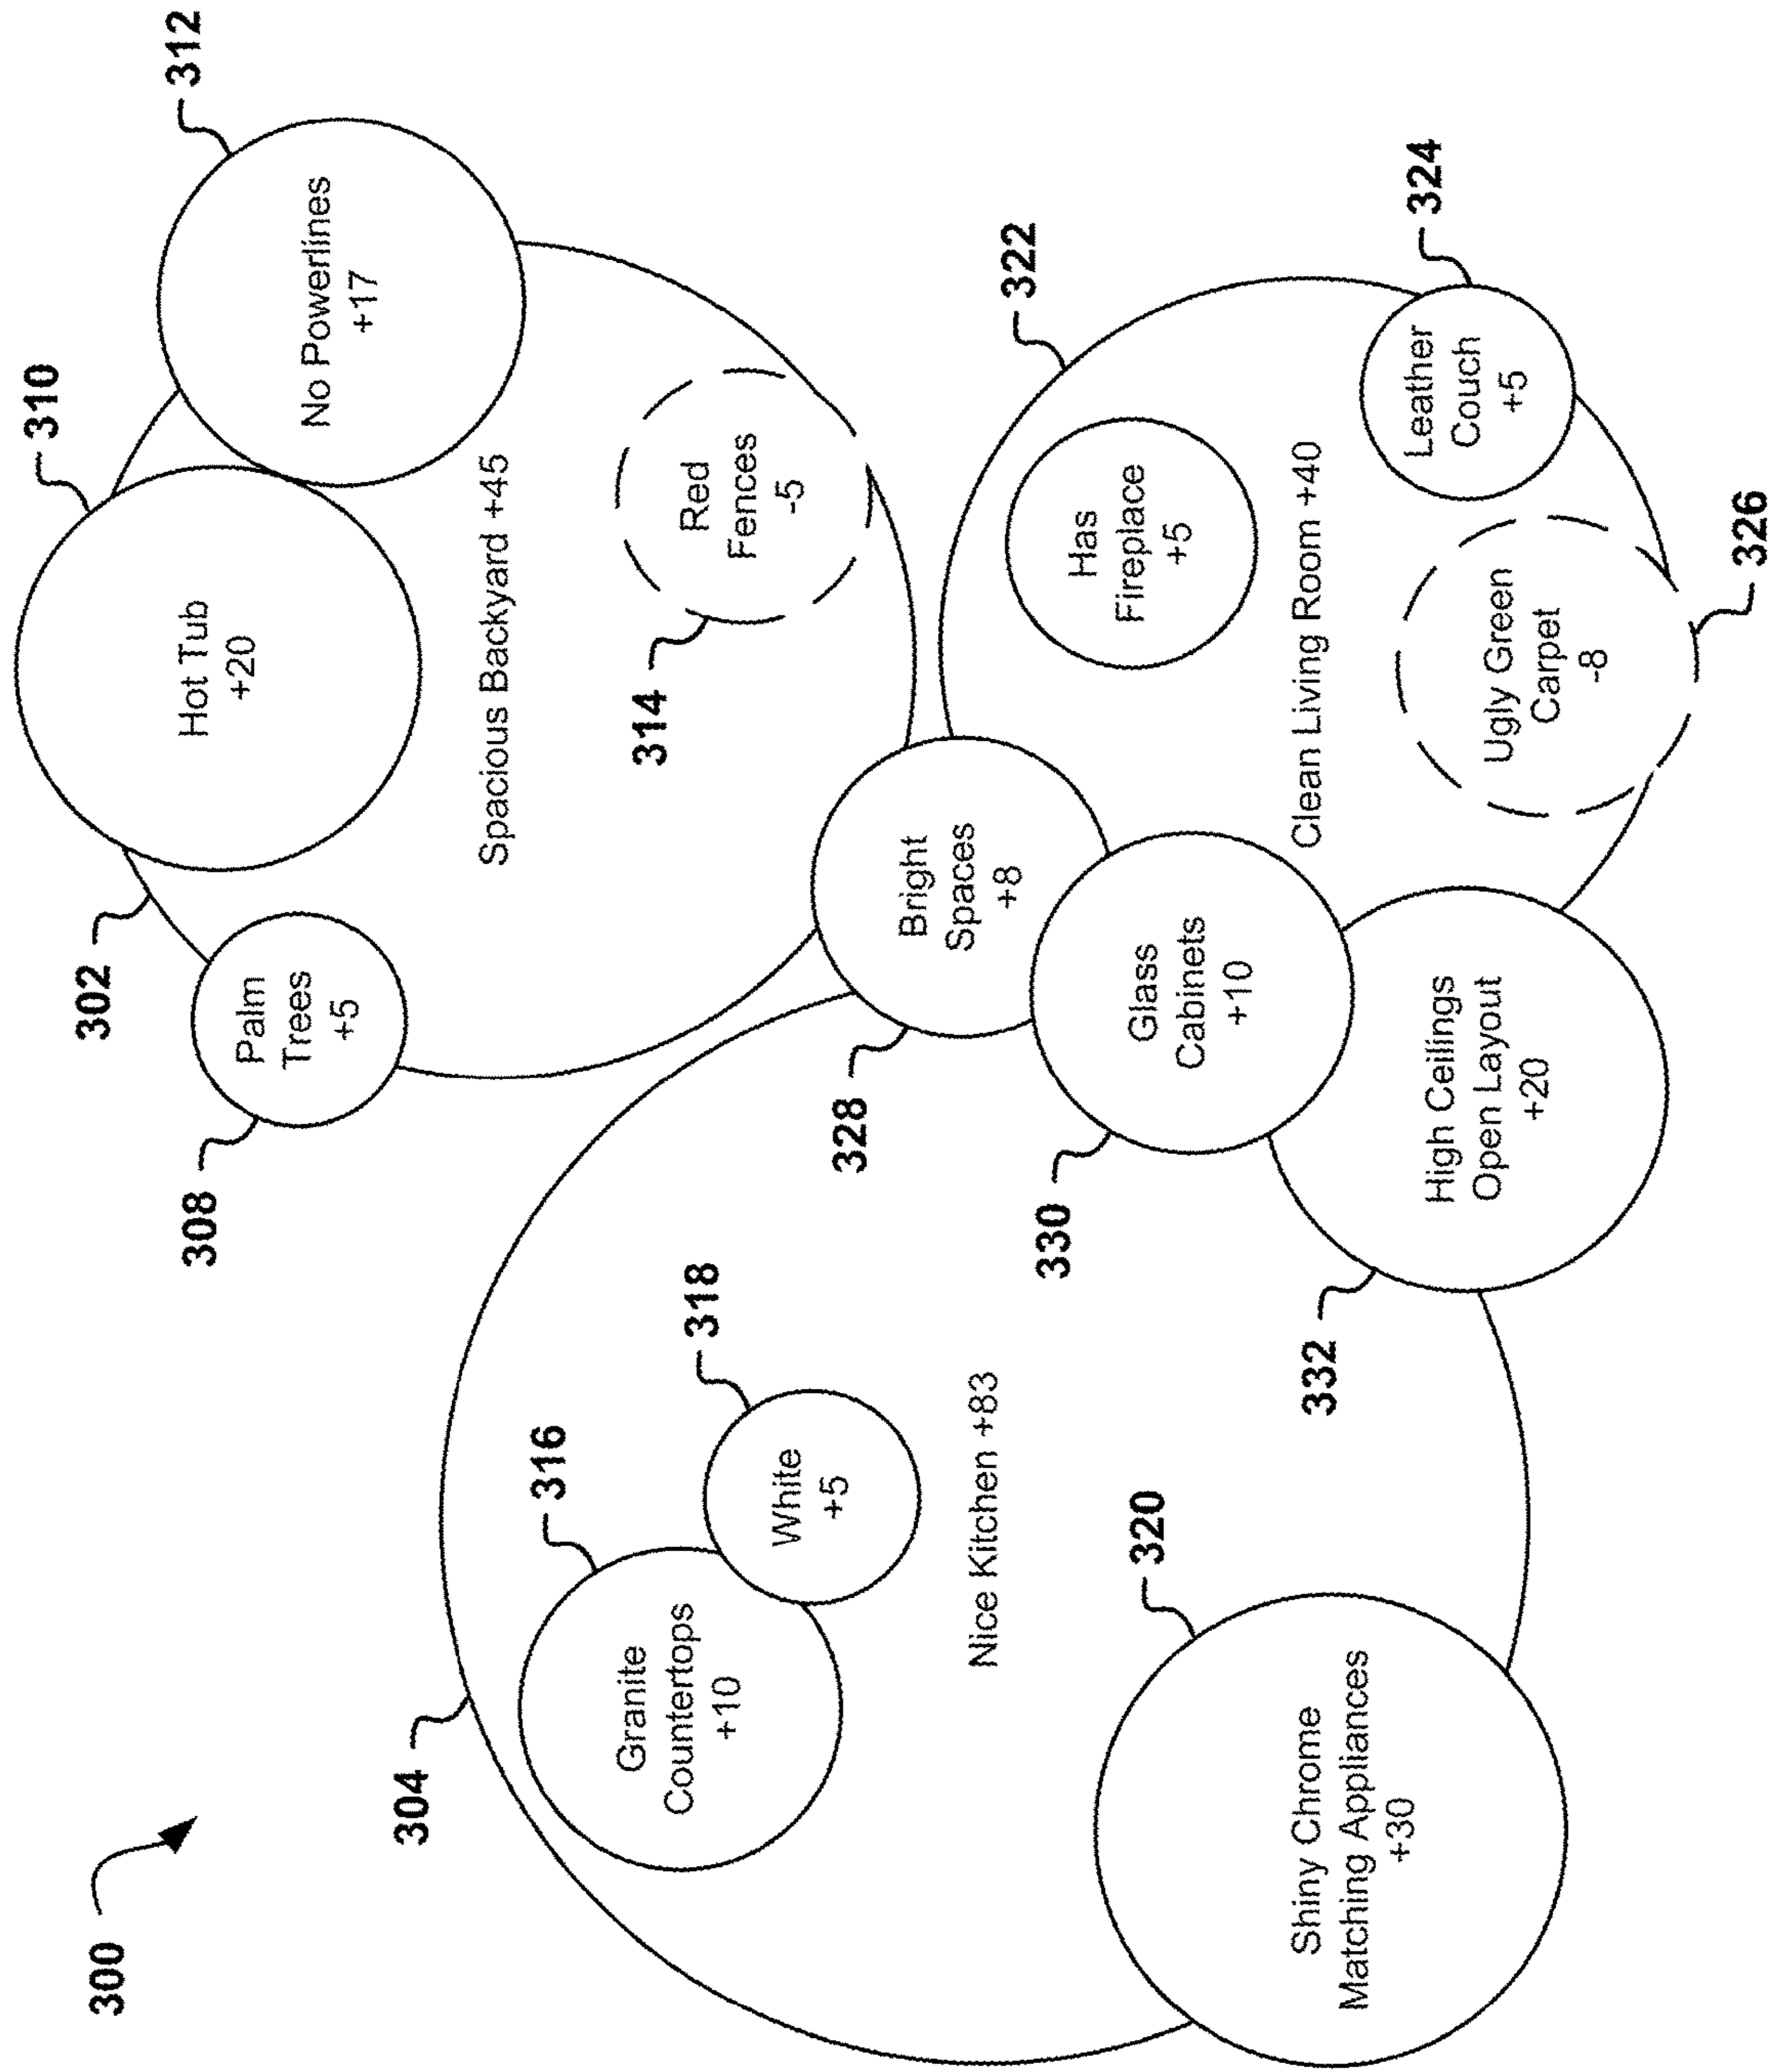 300
304
316
Granite
Countertops
+10
318
White
+5
Nice Kitchen +83
320
Shiny Chrome
Matching Appliances
+30
302
308
Palm
Trees
+5
310
Hot Tub
+20
312
No Powerlines
+17
Spacious Backyard +45
314
Red
Fences
-5
328
Bright
Spaces
+8
330
Glass
Cabinets
+10
332
High Ceilings
Open Layout
+20
322
Has
Fireplace
+5
Clean Living Room +40
324
Leather
Couch
+5
326
Ugly Green
Carpet
-8